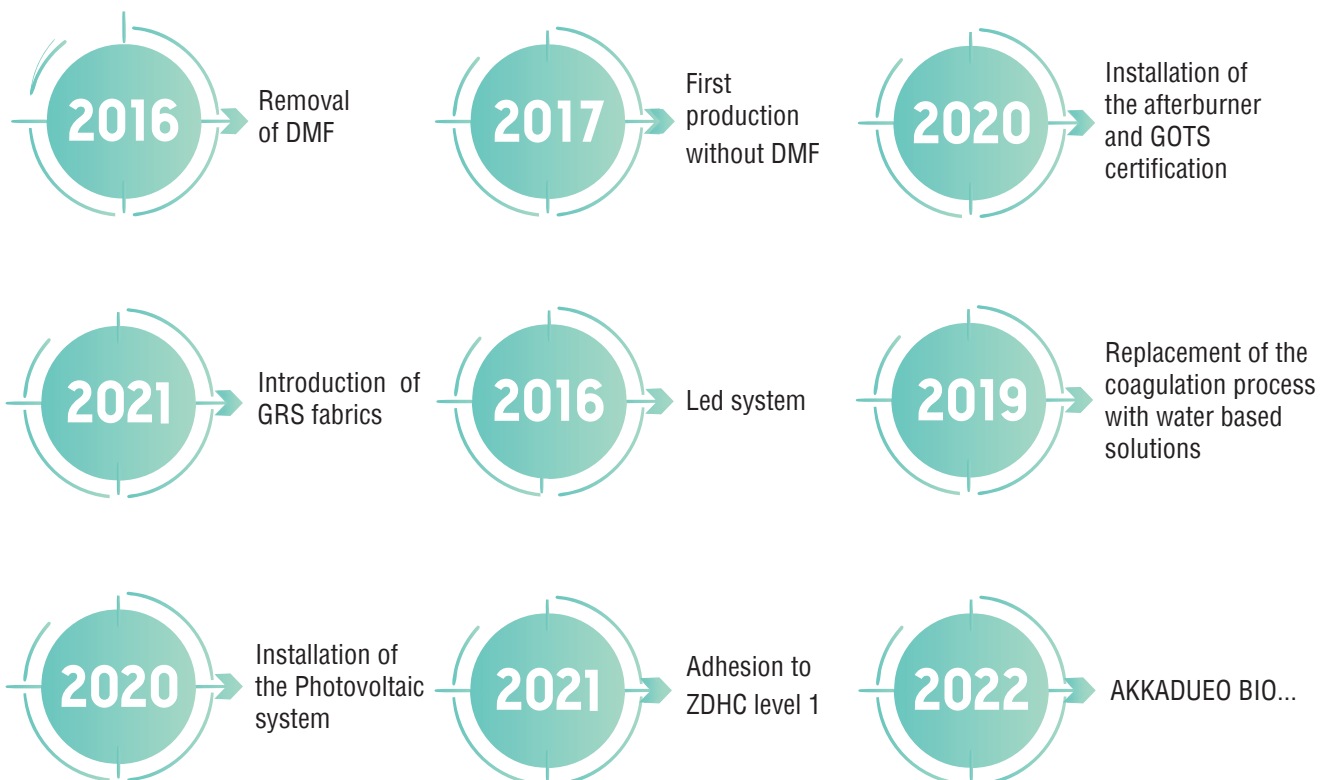 2016
Removal
of DMF
2017
First
production
without DMF
2020
Installation of
the afterburner
and GOTS
certification
2021
Introduction of
GRS fabrics
2016
Led system
2019
Replacement of the
coagulation process
with water based
solutions
2020
Installation of
the Photovoltaic
system
2021
Adhesion to
ZDHC level 1
2022
AKKADUEO BIO...